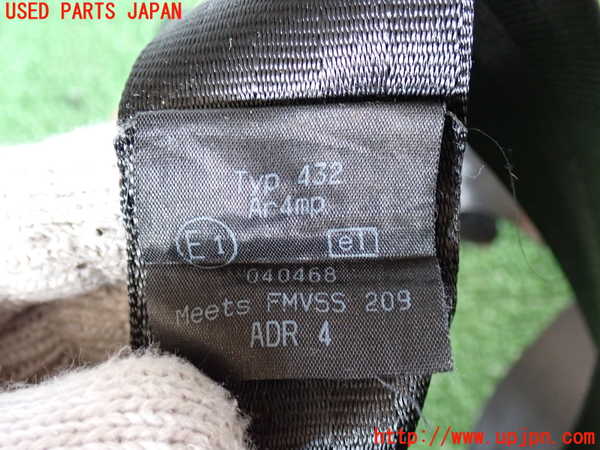 USED PARTS JAPAN
Typ 432
Ar4mp
E1 e1
040468
Meets FMVSS 209
ADR 4
http://www.upjpn.com/